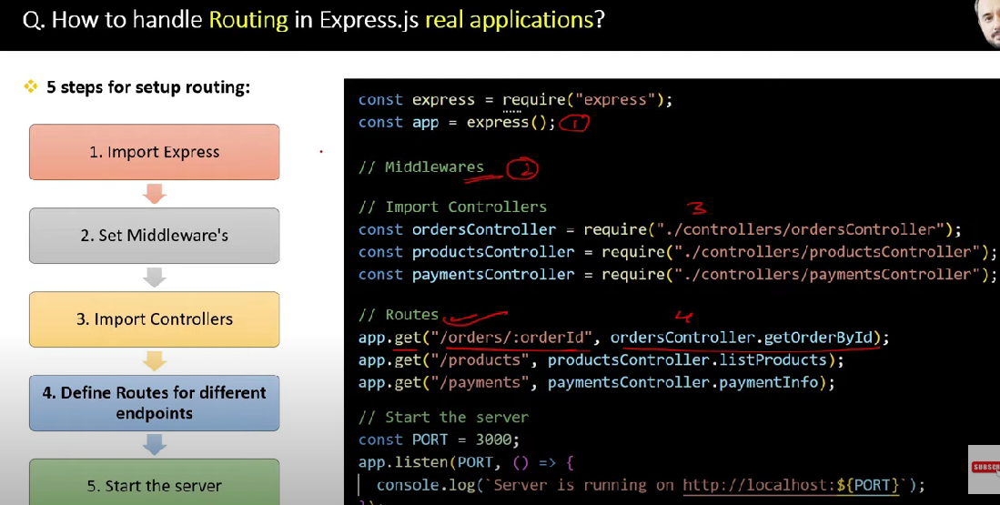 Q. How to handle Routing in Express.js real applications?
5 steps for setup routing:
1. Import Express
2. Set Middleware's
3. Import Controllers
4. Define Routes for different
endpoints
5. Start the server
const express = require("express");
const app = express(); 1
// Middlewares 2
// Import Controllers
3
const ordersController = require("./controllers/ordersController");
const productsController = require("./controllers/productsController");
const paymentsController = require("./controllers/paymentsController");
// Routes 4
app.get("/orders/:orderId", ordersController.getOrderById);
app.get("/products", productsController.listProducts);
app.get("/payments", paymentsController.paymentInfo);
// Start the server
const PORT = 3000;
app.listen(PORT, () => {
console.log(`Server is running on http://localhost:${PORT}`);
});